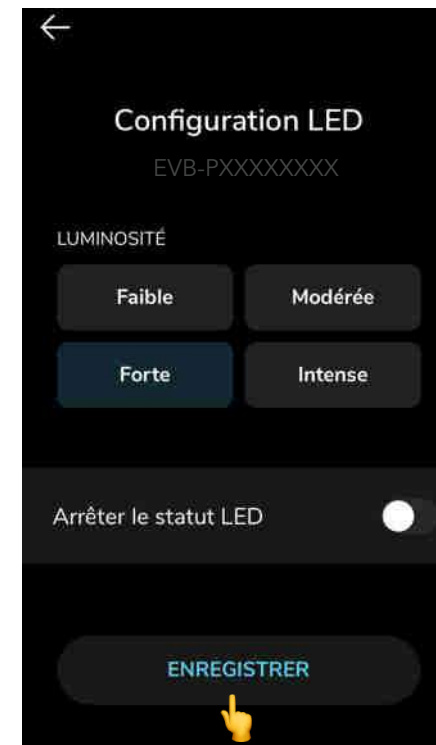 Configuration LED
EVB-PXXXXXXXX
LUMINOSITÉ
Faible
Modérée
Forte
Intense
Arrêter le statut LED
ENREGISTRER